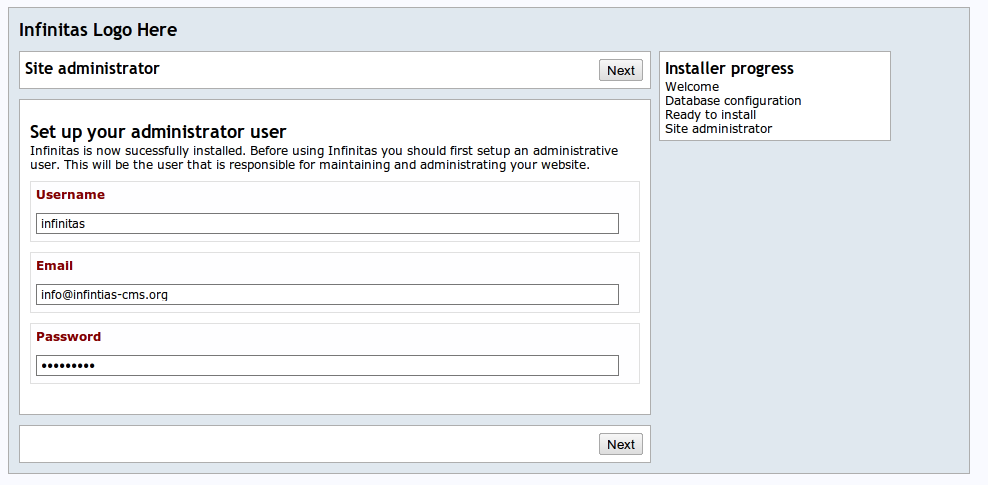 Infinitas Logo Here
Site administrator
Next
Installer progress
Welcome
Database configuration
Ready to install
Site administrator
Set up your administrator user
Infinitas is now sucessfully installed. Before using Infinitas you should first setup an administrative
user. This will be the user that is responsible for maintaining and administrating your website.
Username
infinitas
Email
info@infintias-cms.org
Password
•••••••••
Next